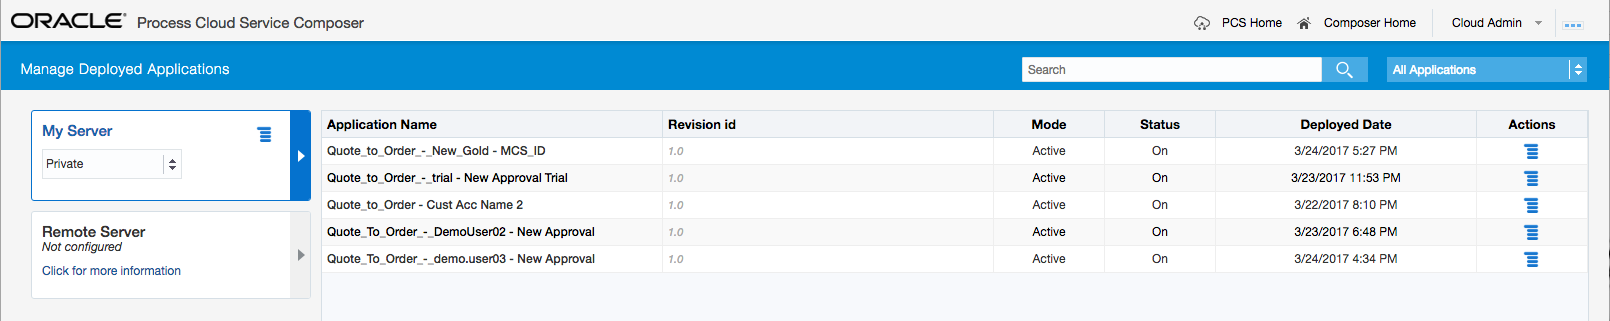 ORACLE® Process Cloud Service Composer PCS Home Composer Home Cloud Admin
Manage Deployed Applications Search All Applications
My Server
Private
Remote Server
Not configured
Click for more information
Application Name Revision id Mode Status Deployed Date Actions
Quote_to_Order_-_New_Gold - MCS_ID 1.0 Active On 3/24/2017 5:27 PM
Quote_to_Order_-_trial - New Approval Trial 1.0 Active On 3/23/2017 11:53 PM
Quote_to_Order - Cust Acc Name 2 1.0 Active On 3/22/2017 8:10 PM
Quote_To_Order_-_DemoUser02 - New Approval 1.0 Active On 3/23/2017 6:48 PM
Quote_To_Order_-_demo.user03 - New Approval 1.0 Active On 3/24/2017 4:34 PM